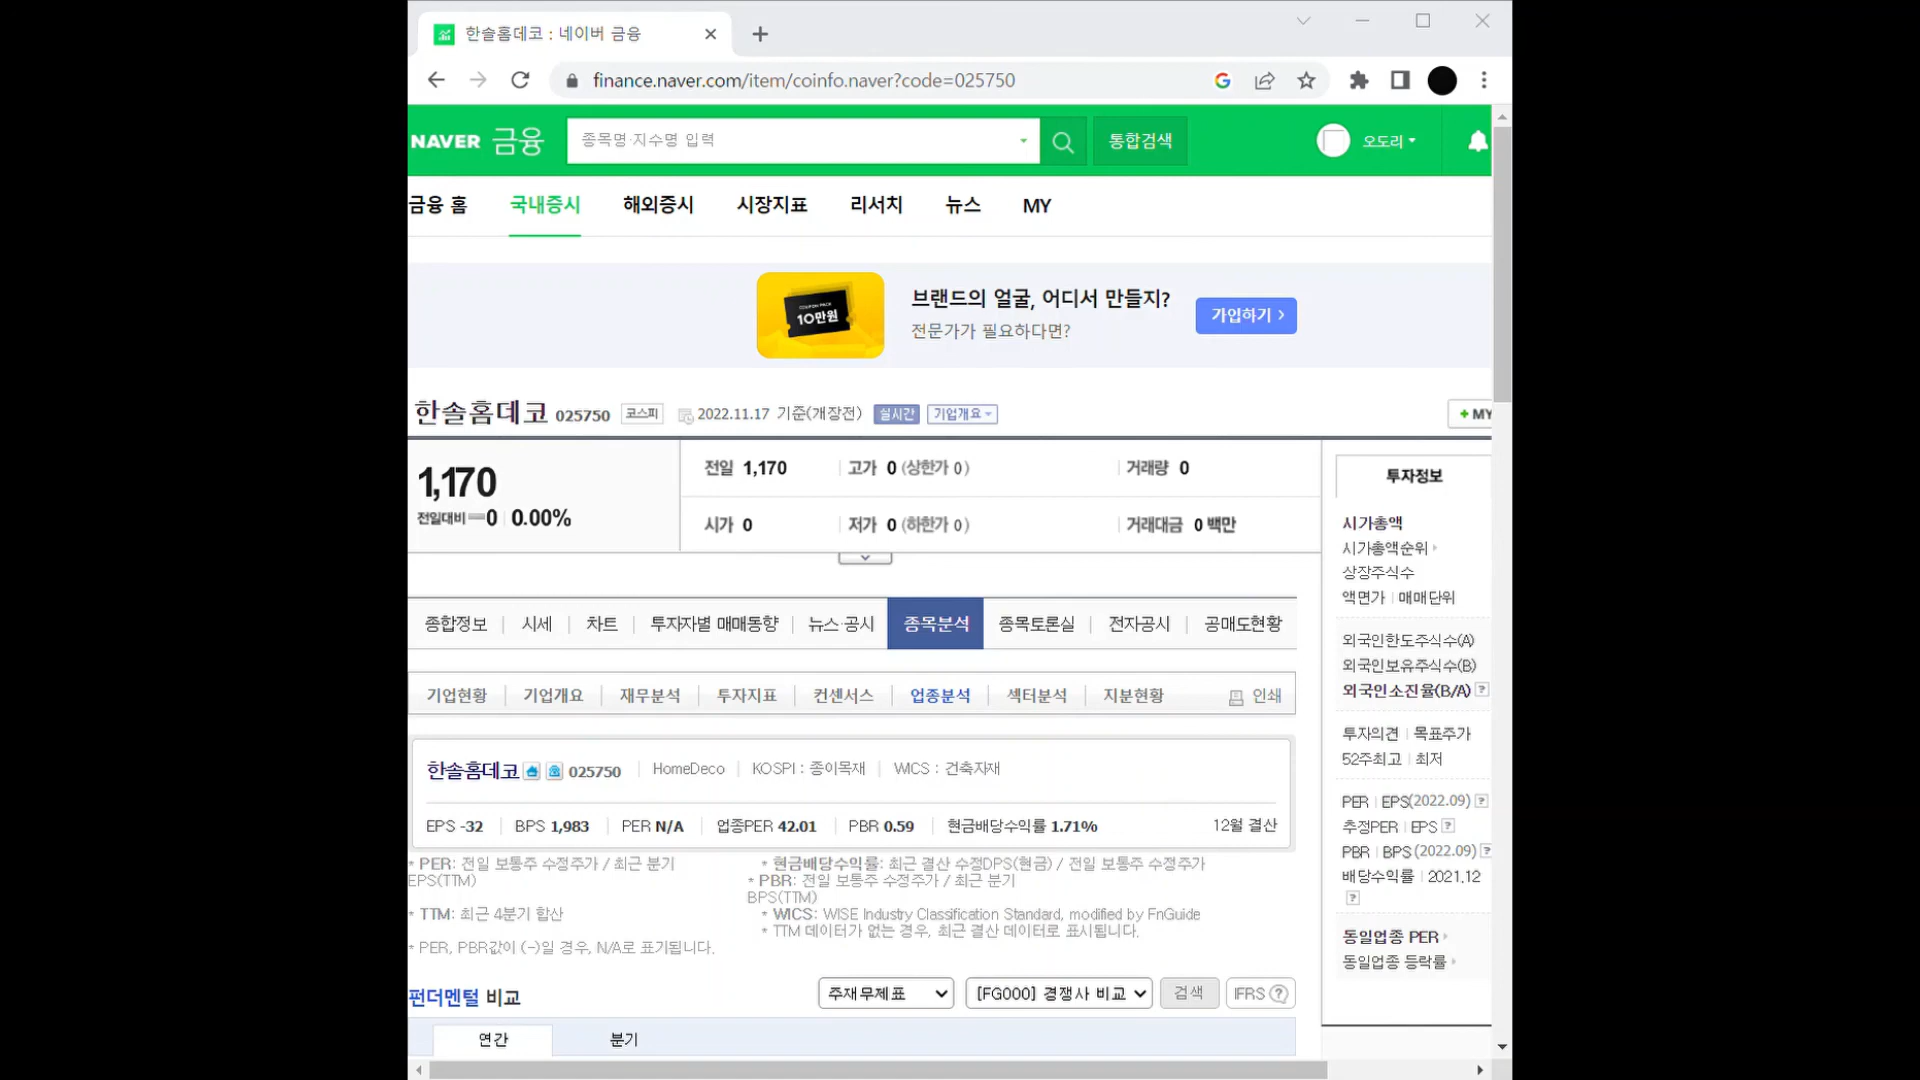 한솔홈데코 : 네이버 금융
finance.naver.com/item/coinfo.naver?code=025750
NAVER 금융 종목명·지수명 입력 통합검색 오도리
금융 홈 국내증시 해외증시 시장지표 리서치 뉴스 MY
COUPON PACK
10만원
브랜드의 얼굴, 어디서 만들지?
전문가가 필요하다면?
가입하기 >
한솔홈데코 025750 코스피 2022.11.17 기준(개장전) 실시간 기업개요 + MY
1,170
전일대비 0 0.00%
전일 1,170 고가 0 (상한가 0) 거래량 0
시가 0 저가 0 (하한가 0) 거래대금 0 백만
종합정보 시세 차트 투자자별 매매동향 뉴스·공시 종목분석 종목토론실 전자공시 공매도현황
기업현황 기업개요 재무분석 투자지표 컨센서스 업종분석 섹터분석 지분현황 인쇄
한솔홈데코 025750 HomeDeco KOSPI : 종이목재 WICS : 건축자재
EPS -32 BPS 1,983 PER N/A 업종PER 42.01 PBR 0.59 현금배당수익률 1.71% 12월 결산
* PER: 전일 보통주 수정주가 / 최근 분기
EPS(TTM)
* TTM: 최근 4분기 합산
* PER, PBR값이 (-)일 경우, N/A로 표기됩니다.
* 현금배당수익률: 최근 결산 수정DPS(현금) / 전일 보통주 수정주가
* PBR: 전일 보통주 수정주가 / 최근 분기
BPS(TTM)
* WICS: WISE Industry Classification Standard, modified by FnGuide
* TTM 데이터가 없는 경우, 최근 결산 데이터로 표시됩니다.
펀더멘털 비교 주재무제표 [FG000] 경쟁사 비교 검색 IFRS ?
연간 분기
투자정보
시가총액
시가총액순위
상장주식수
액면가 매매단위
외국인한도주식수(A)
외국인보유주식수(B)
외국인소진율(B/A) ?
투자의견 목표주가
52주최고 최저
PER EPS(2022.09) ?
추정PER EPS ?
PBR BPS (2022.09) ?
배당수익률 2021.12
?
동일업종 PER
동일업종 등락률